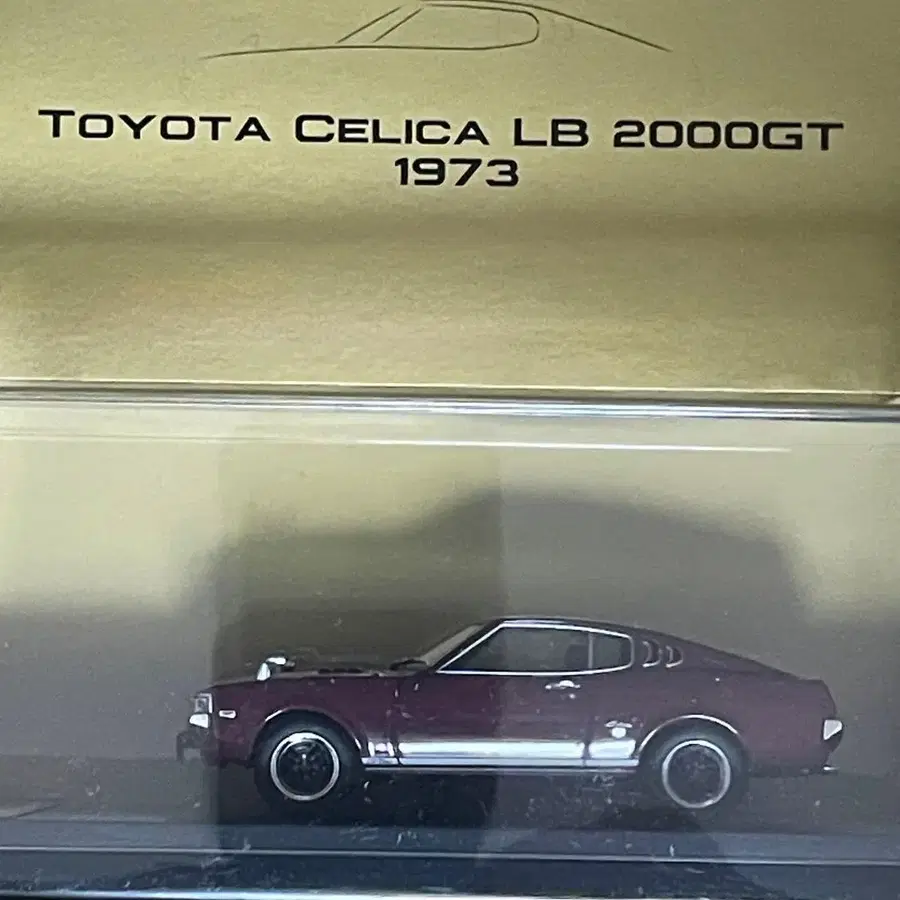 TOYOTA CELICA LB 2000GT
1973